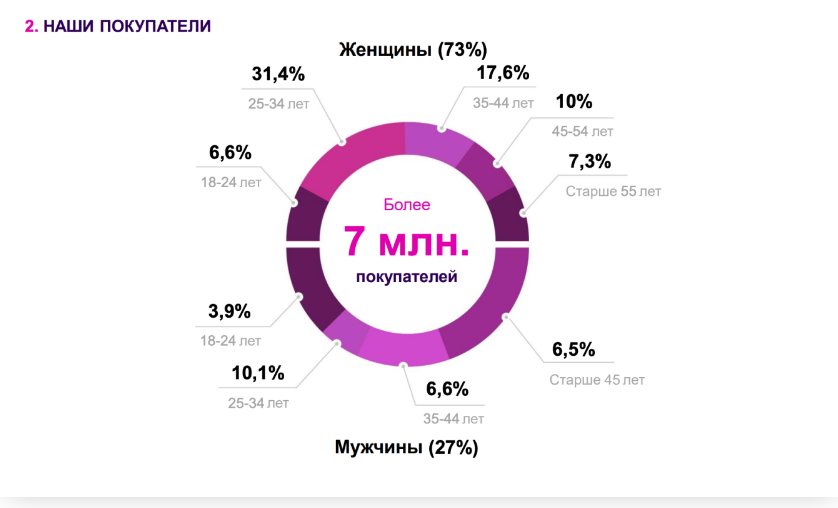 2. НАШИ ПОКУПАТЕЛИ
Женщины (73%)
31,4%
25-34 лет
17,6%
35-44 лет
10%
45-54 лет
6,6%
18-24 лет
7,3%
Старше 55 лет
Более
7 млн.
покупателей
3,9%
18-24 лет
6,5%
Старше 45 лет
10,1%
25-34 лет
6,6%
35-44 лет
Мужчины (27%)